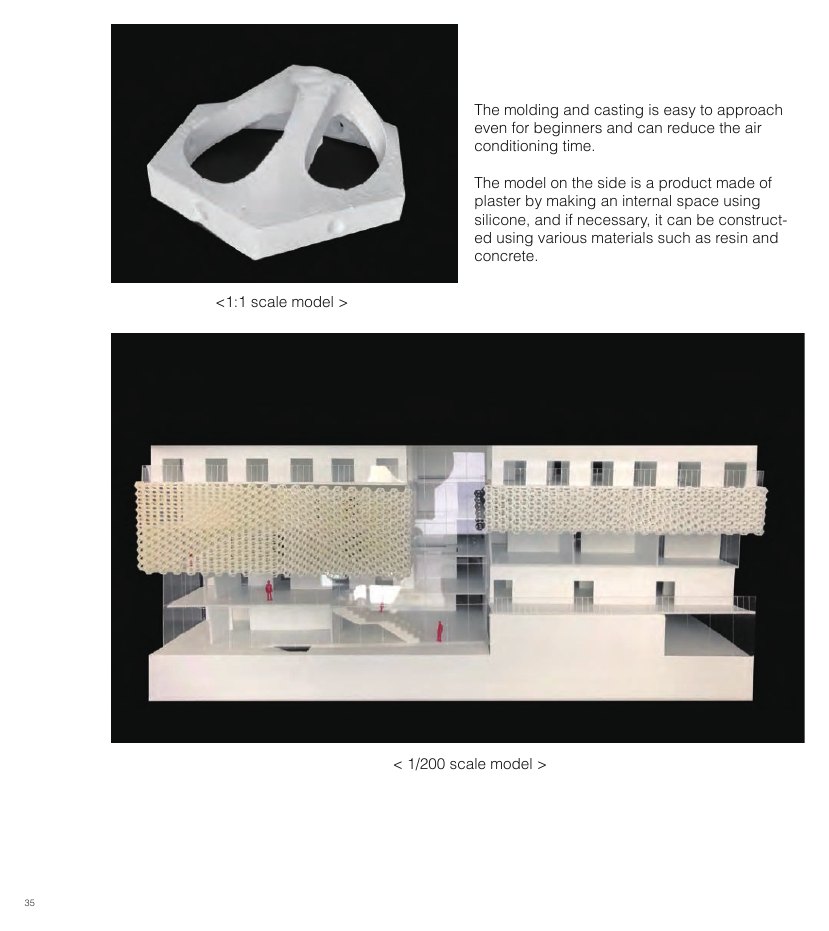 The molding and casting is easy to approach
even for beginners and can reduce the air
conditioning time.
The model on the side is a product made of
plaster by making an internal space using
silicone, and if necessary, it can be construct-
ed using various materials such as resin and
concrete.
<1:1 scale model >
< 1/200 scale model >
35